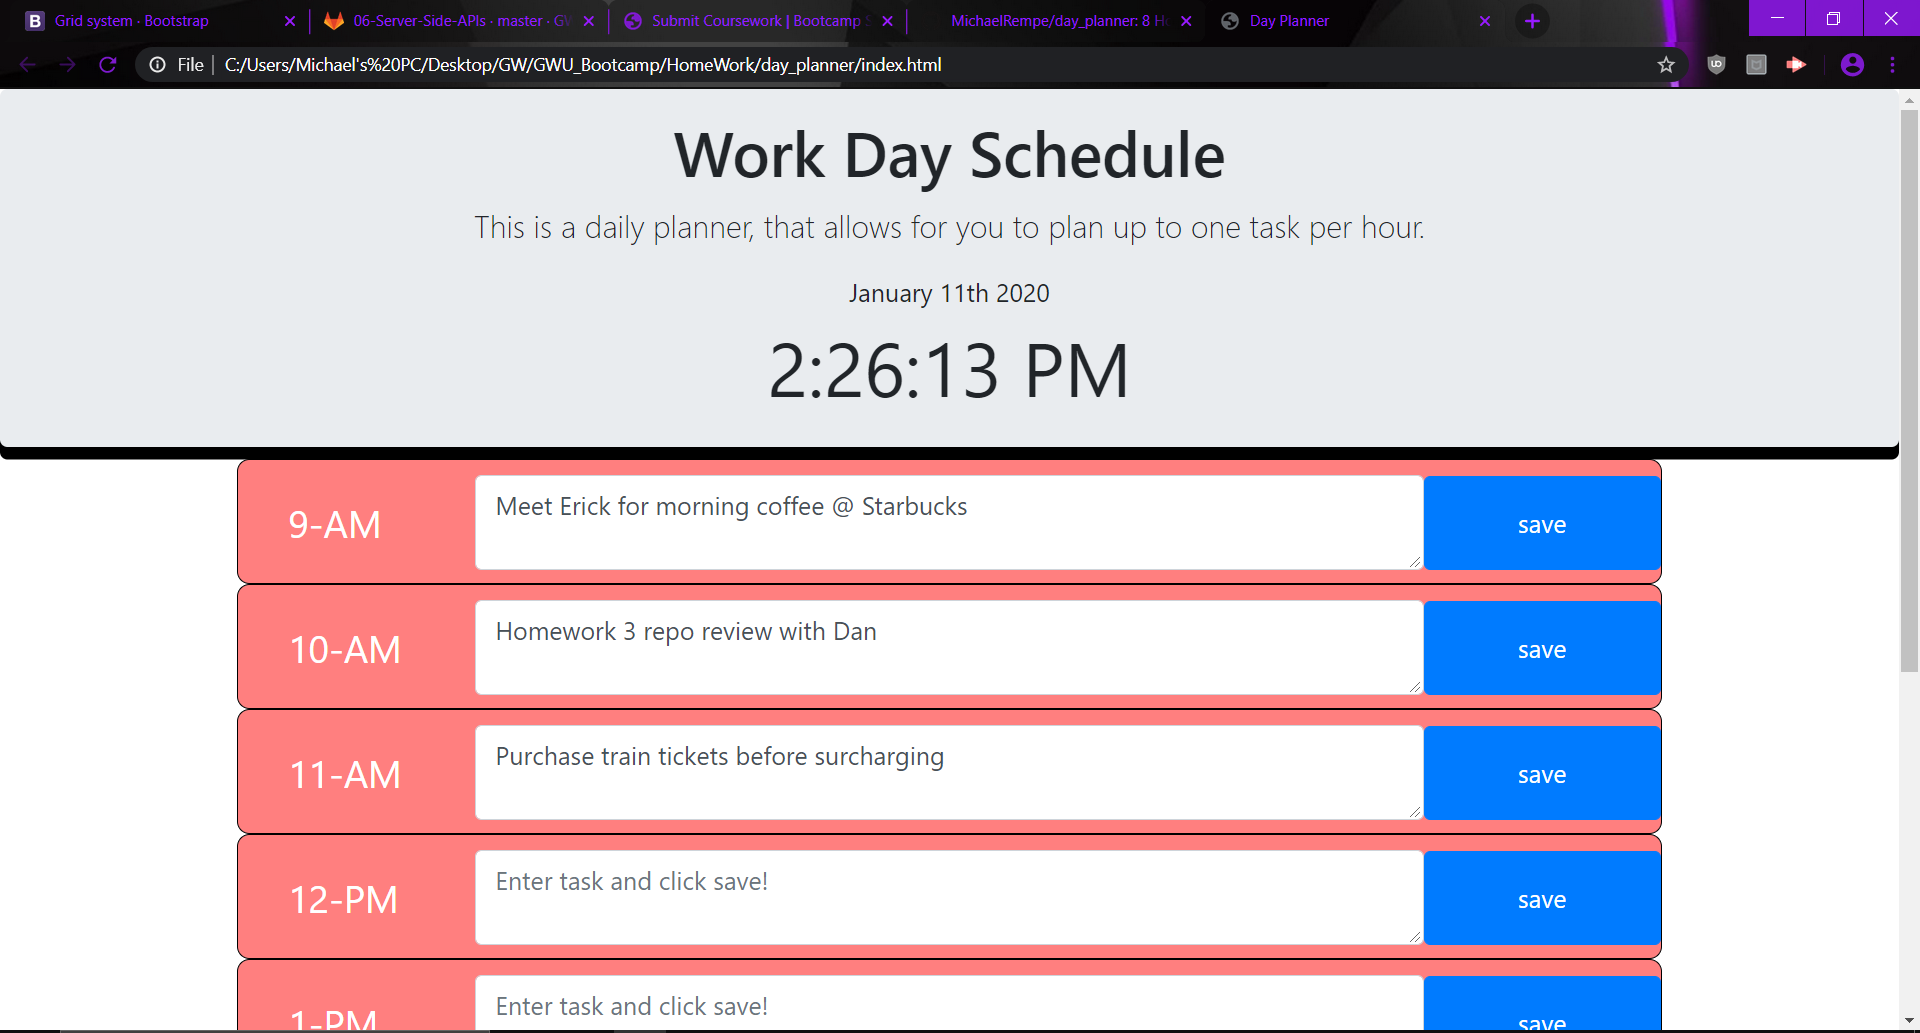 Grid system · Bootstrap
06-Server-Side-APIs · master · GW
Submit Coursework | Bootcamp S
MichaelRempe/day_planner: 8 Ho
Day Planner
File
C:/Users/Michael's%20PC/Desktop/GW/GWU_Bootcamp/HomeWork/day_planner/index.html
Work Day Schedule
This is a daily planner, that allows for you to plan up to one task per hour.
January 11th 2020
2:26:13 PM
9-AM
Meet Erick for morning coffee @ Starbucks
save
10-AM
Homework 3 repo review with Dan
save
11-AM
Purchase train tickets before surcharging
save
12-PM
Enter task and click save!
save
1-PM
Enter task and click save!
save